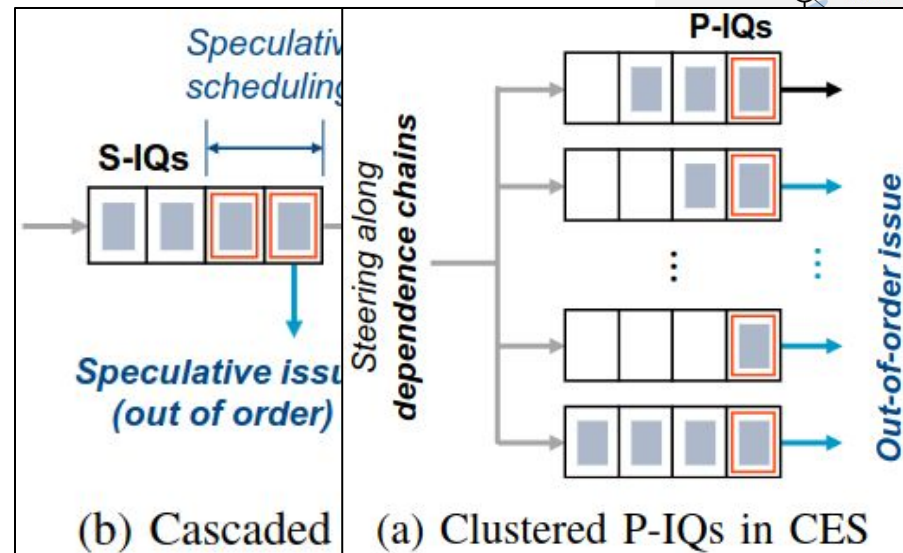 Speculativ
scheduling
S-IQs
Speculative issu
(out of order)
(b) Cascaded
P-IQs
Steering along
dependence chains
⋮
⋮
Out-of-order issue
(a) Clustered P-IQs in CES